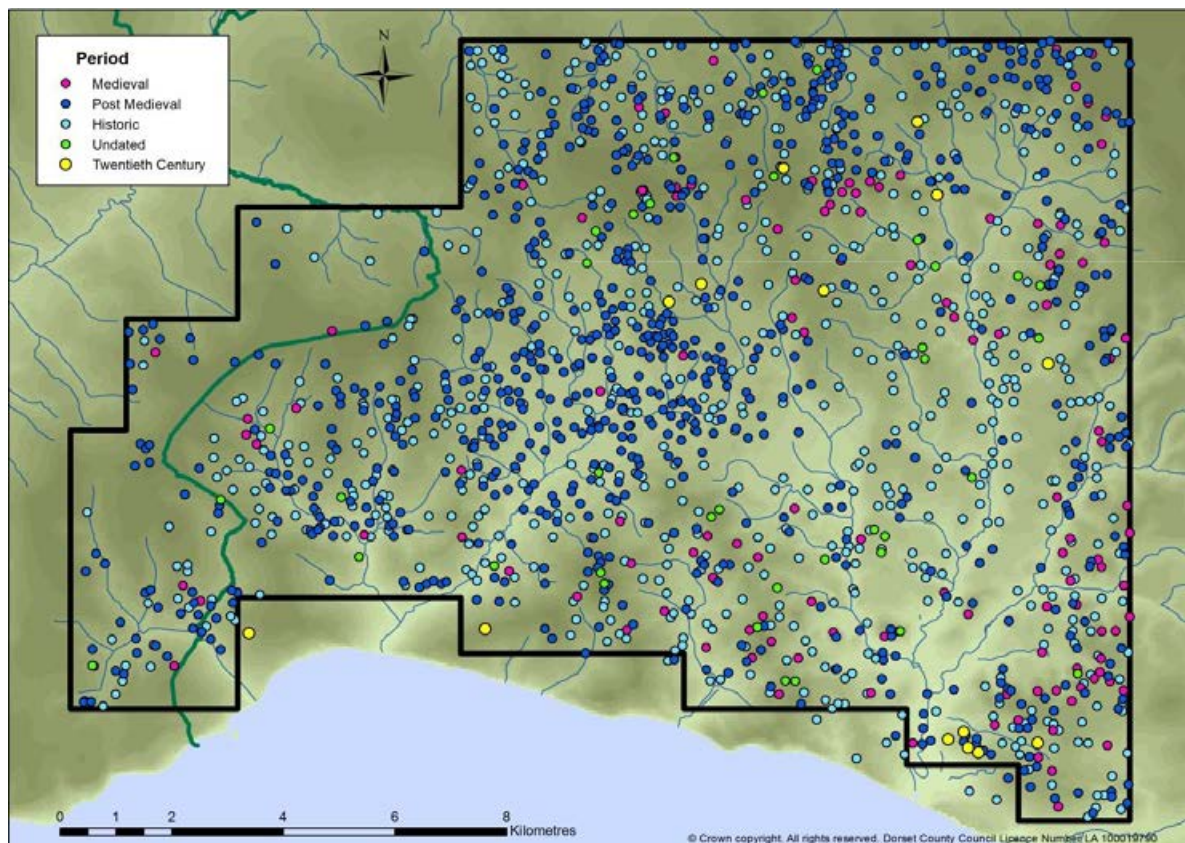 Period
Medieval
Post Medieval
Historic
Undated
Twentieth Century
N
0 1 2 4 6 8
Kilometres
© Crown copyright. All rights reserved. Dorset County Council Licence Number LA 100019790